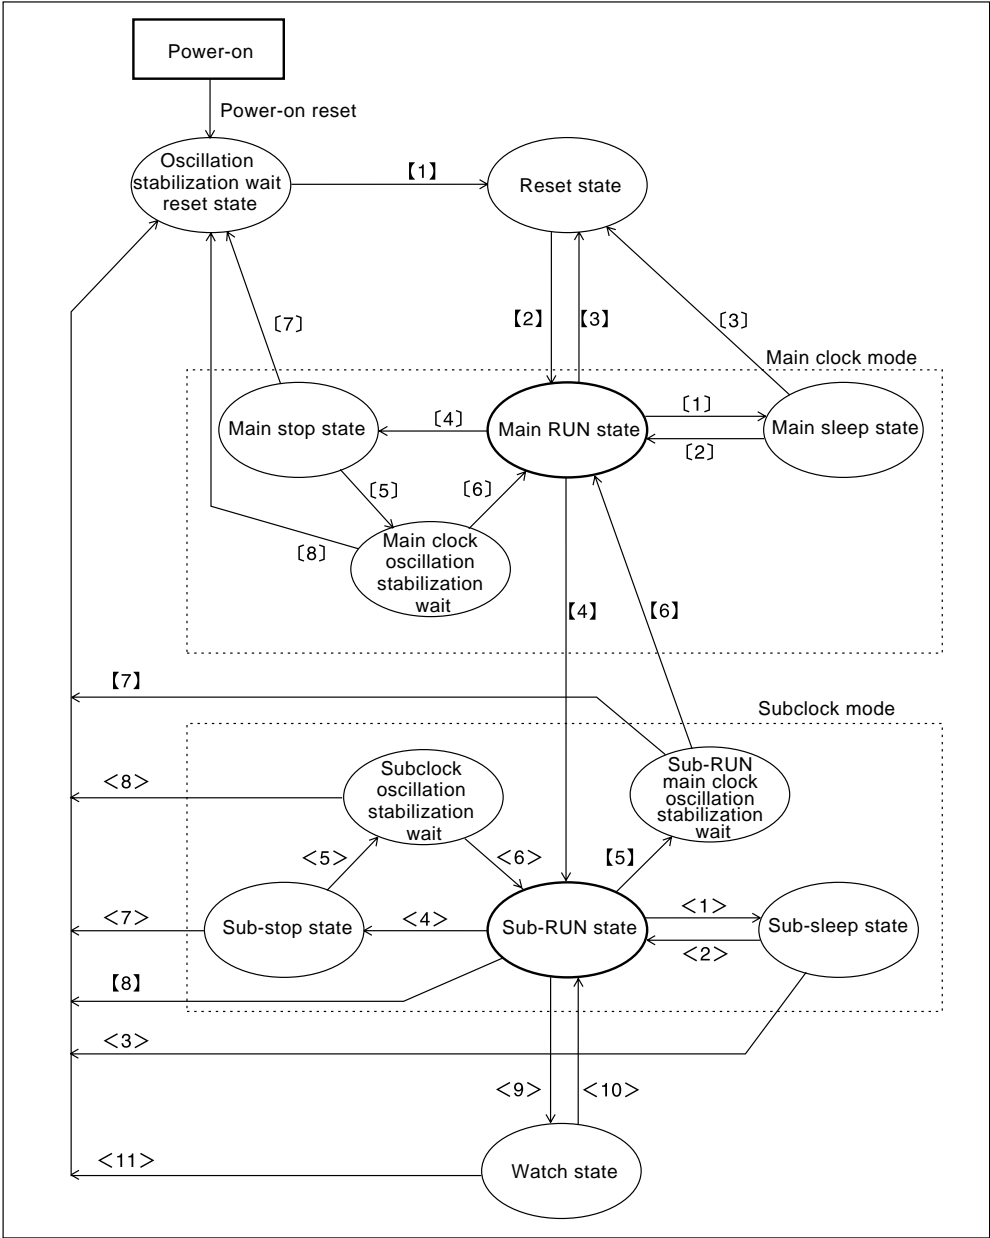 Power-on
Power-on reset
Oscillation
stabilization wait
reset state
【1】
Reset state
【2】
【3】
〔7〕
〔3〕
Main clock mode
Main stop state
〔4〕
Main RUN state
〔1〕
〔2〕
Main sleep state
〔5〕
〔6〕
〔8〕
Main clock
oscillation
stabilization
wait
【4】
【6】
【7】
Subclock mode
<8>
Subclock
oscillation
stabilization
wait
Sub-RUN
main clock
oscillation
stabilization
wait
<5>
<6>
【5】
<7>
Sub-stop state
<4>
Sub-RUN state
<1>
<2>
Sub-sleep state
【8】
<3>
<9>
<10>
<11>
Watch state